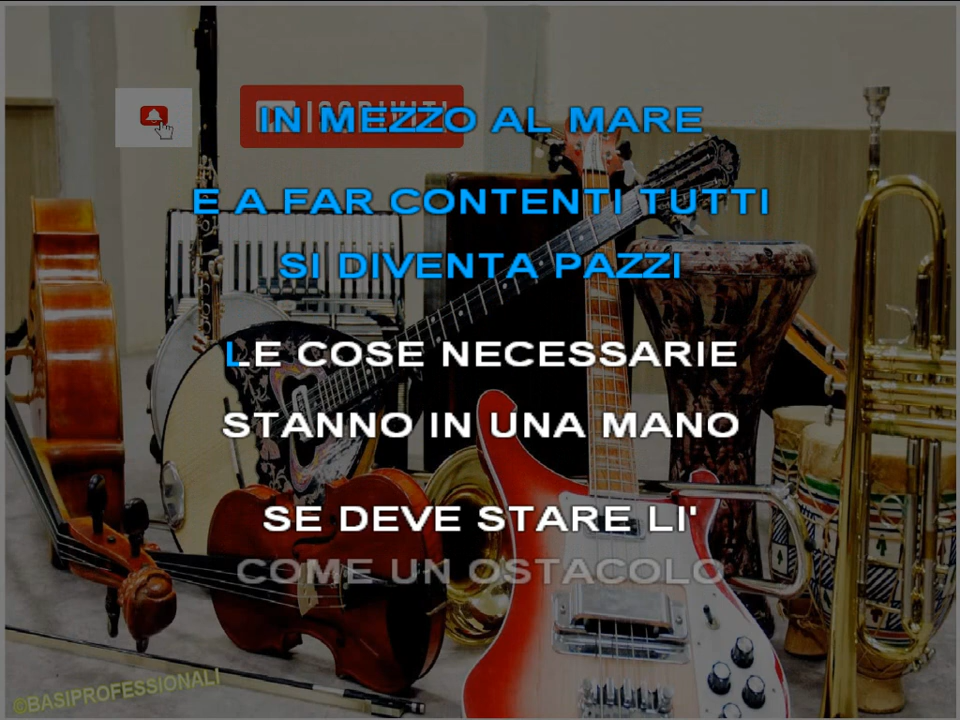 ISCRIVITI
IN MEZZO AL MARE
E A FAR CONTENTI TUTTI
SI DIVENTA PAZZI
LE COSE NECESSARIE
STANNO IN UNA MANO
SE DEVE STARE LI'
COME UN OSTACOLO
©BASIPROFESSIONALI